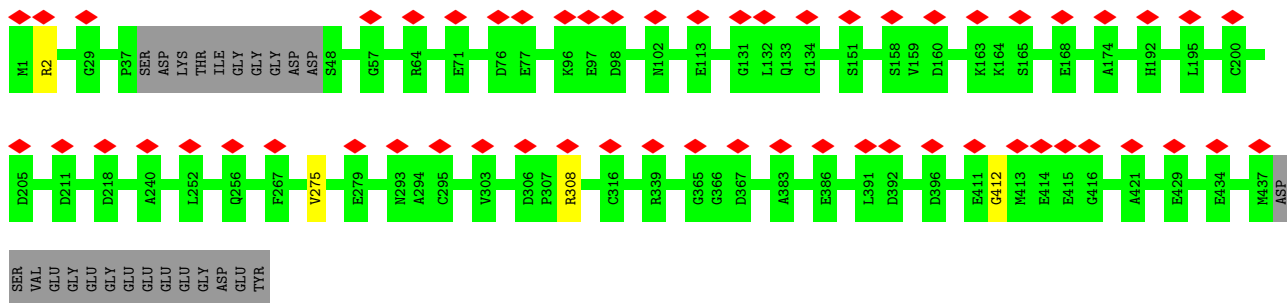 M1 R2 G29 P37 SER ASP LYS THR ILE GLY GLY GLY ASP ASP S48 G57 R64 E71 D76 E77 K96 E97 D98 N102 E113 G131 L132 Q133 G134 S151 S158 V159 D160 K163 K164 S165 E168 A174 H192 L195 C200
D205 D211 D218 A240 L252 Q256 F267 V275 E279 N293 A294 C295 V303 D306 P307 R308 C316 R339 G365 G366 D367 A383 E386 L391 D392 D396 E411 G412 M413 E414 E415 G416 A421 E429 E434 M437 ASP
SER VAL GLU GLY GLU GLY GLU GLU GLU GLU GLY ASP GLU TYR